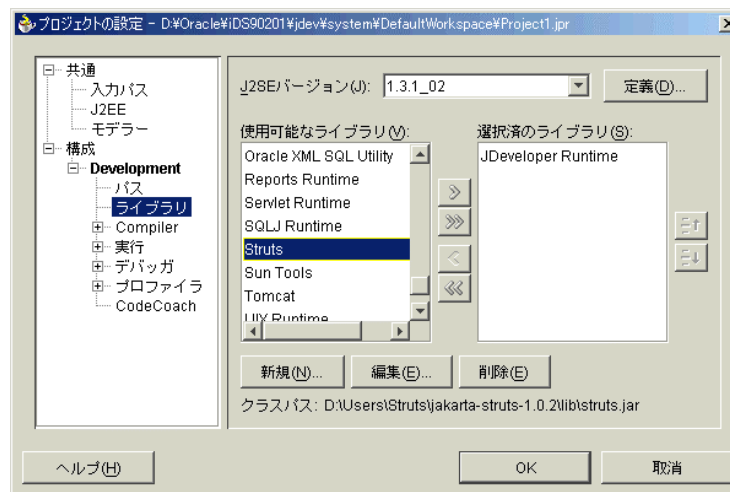 プロジェクトの設定 - D:¥Oracle¥iDS90201¥jdev¥system¥DefaultWorkspace¥Project1.jpr
共通
入力パス
J2EE
モデラー
構成
Development
パス
ライブラリ
Compiler
実行
デバッガ
プロファイラ
CodeCoach
J2SEバージョン(J):
1.3.1_02
定義(D)...
使用可能なライブラリ(V):
Oracle XML SQL Utility
Reports Runtime
Servlet Runtime
SQLJ Runtime
Struts
Sun Tools
Tomcat
UIX Runtime
選択済のライブラリ(S):
JDeveloper Runtime
新規(N)...
編集(E)...
削除(E)
クラスパス: D:\Users\Struts\jakarta-struts-1.0.2\lib\struts.jar
ヘルプ(H)
OK
取消